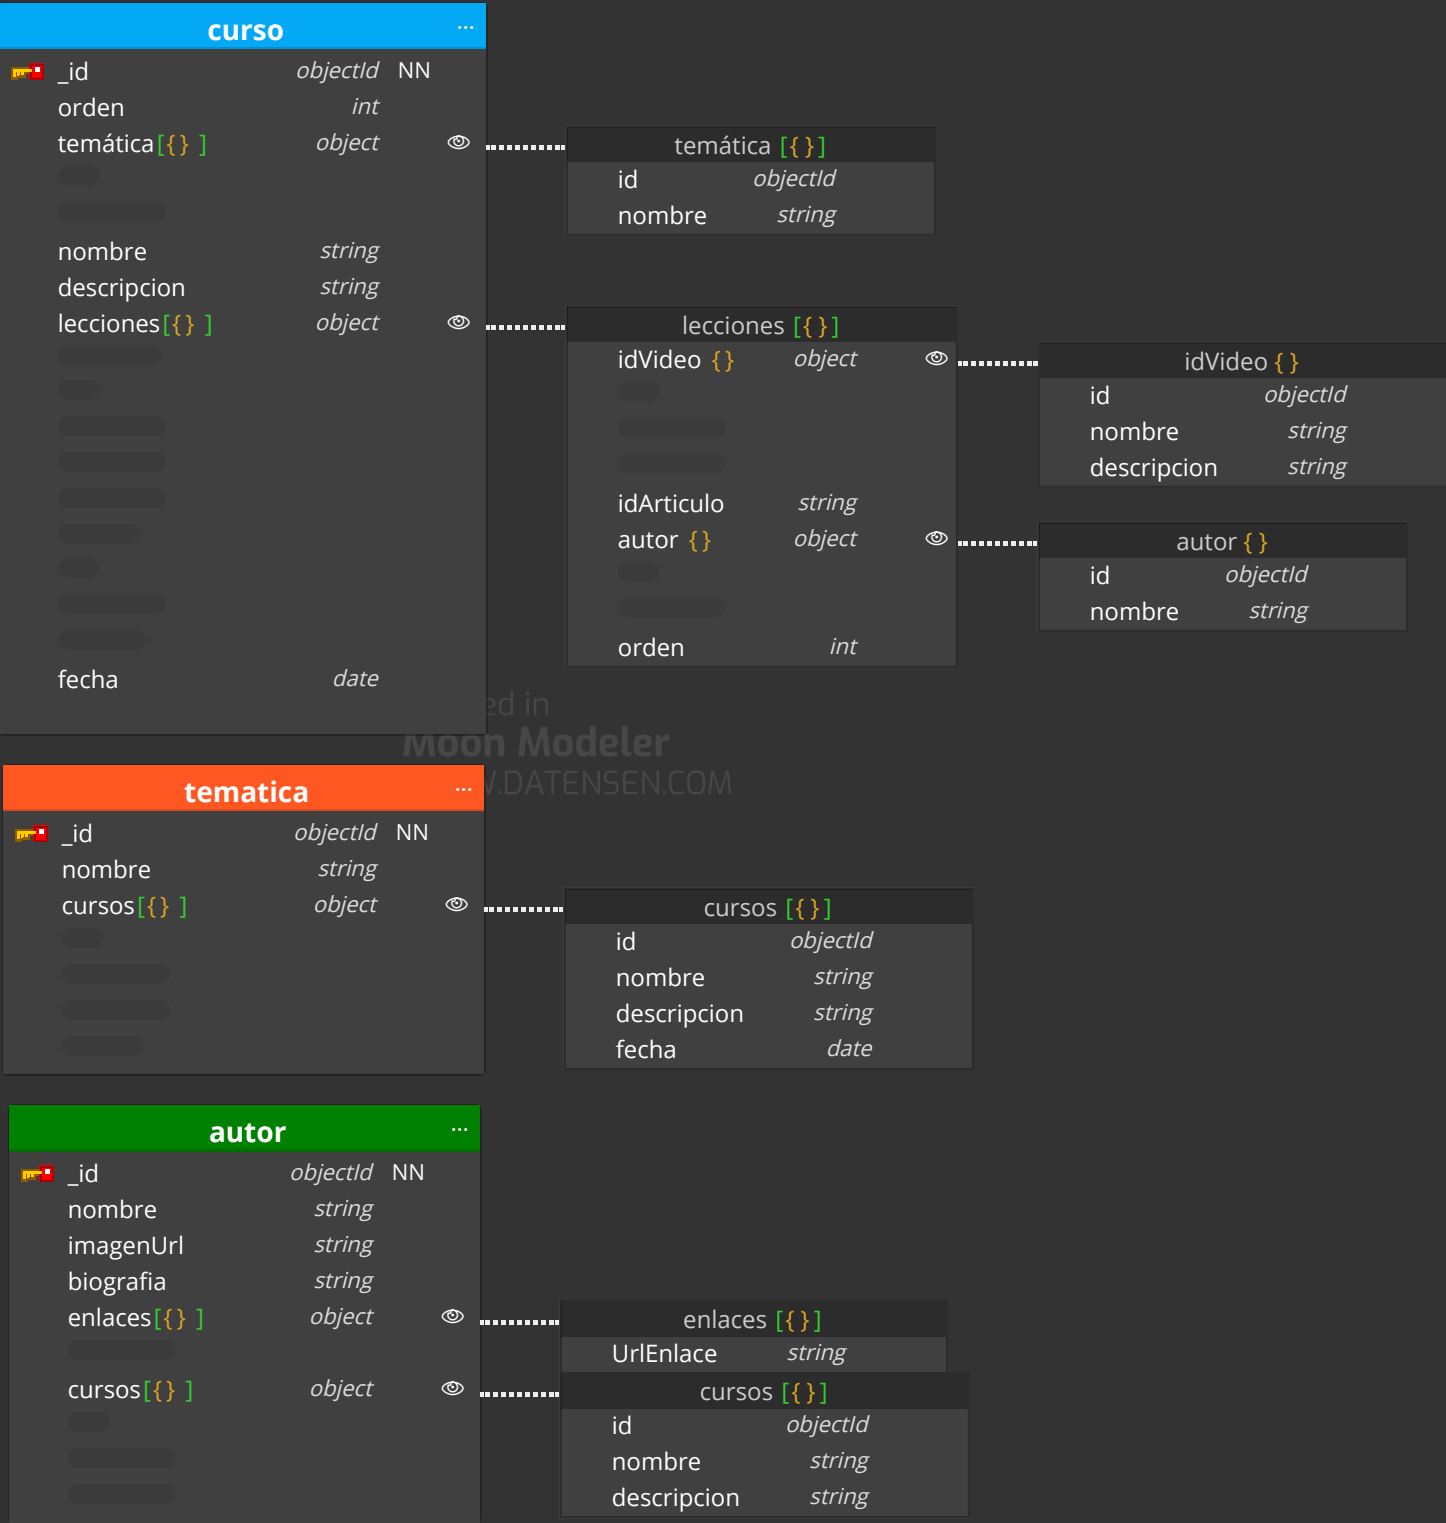 curso ...
_id objectId NN
orden int
temática[{} ] object
temática [{}]
id objectId
nombre string
nombre string
descripcion string
lecciones[{} ] object
lecciones [{}]
idVideo {} object
idVideo {}
id objectId
nombre string
descripcion string
idArticulo string
autor {} object
autor {}
id objectId
nombre string
orden int
fecha date
ed in
Moon Modeler
.DATENSEN.COM
tematica ...
_id objectId NN
nombre string
cursos[{} ] object
cursos [{}]
id objectId
nombre string
descripcion string
fecha date
autor ...
_id objectId NN
nombre string
imagenUrl string
biografia string
enlaces[{} ] object
enlaces [{}]
UrlEnlace string
cursos[{} ] object
cursos [{}]
id objectId
nombre string
descripcion string